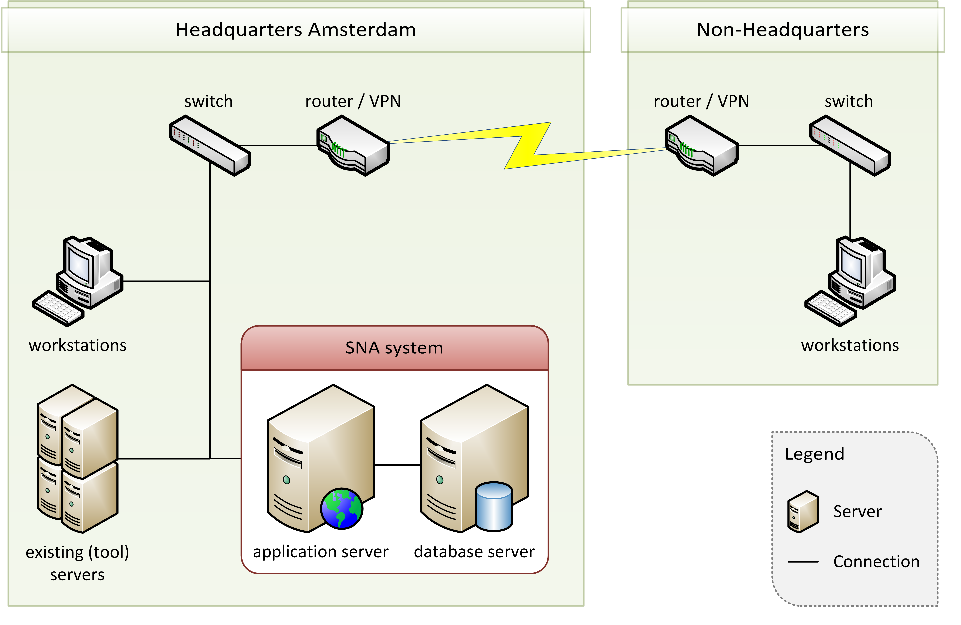 Headquarters Amsterdam
Non-Headquarters
switch
router / VPN
router / VPN
switch
workstations
workstations
SNA system
existing (tool)
servers
application server
database server
Legend
Server
Connection